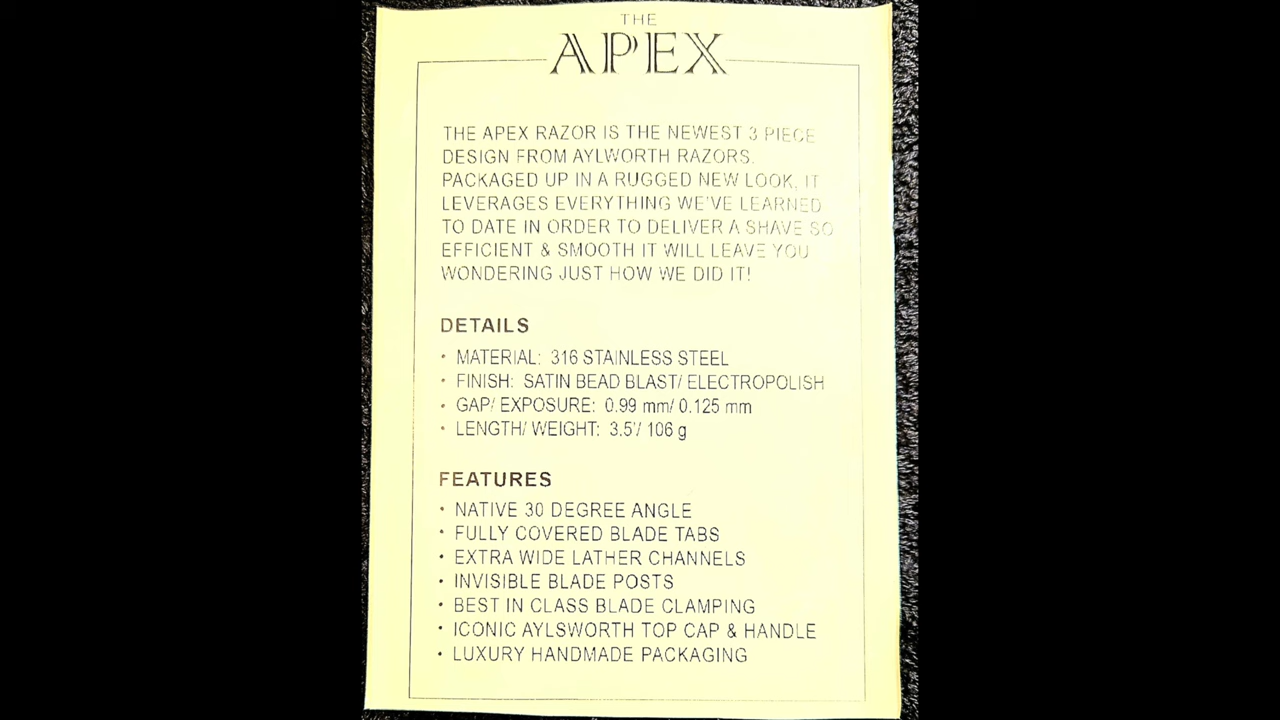 THE
APEX
THE APEX RAZOR IS THE NEWEST 3 PIECE
DESIGN FROM AYLWORTH RAZORS.
PACKAGED UP IN A RUGGED NEW LOOK, IT
LEVERAGES EVERYTHING WE'VE LEARNED
TO DATE IN ORDER TO DELIVER A SHAVE SO
EFFICIENT & SMOOTH IT WILL LEAVE YOU
WONDERING JUST HOW WE DID IT!
DETAILS
• MATERIAL: 316 STAINLESS STEEL
• FINISH: SATIN BEAD BLAST/ ELECTROPOLISH
• GAP/ EXPOSURE: 0.99 mm/ 0.125 mm
• LENGTH/ WEIGHT: 3.5'/ 106 g
FEATURES
• NATIVE 30 DEGREE ANGLE
• FULLY COVERED BLADE TABS
• EXTRA WIDE LATHER CHANNELS
• INVISIBLE BLADE POSTS
• BEST IN CLASS BLADE CLAMPING
• ICONIC AYLSWORTH TOP CAP & HANDLE
• LUXURY HANDMADE PACKAGING